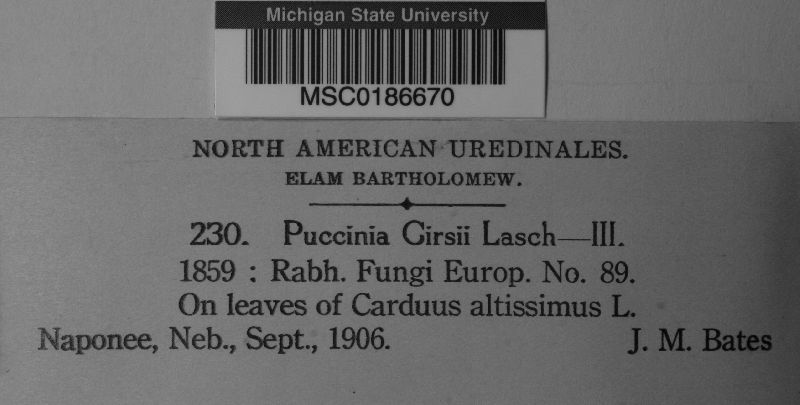 Michigan State University
MSC0186670
NORTH AMERICAN UREDINALES.
ELAM BARTHOLOMEW.
230. Puccinia Cirsii Lasch—III.
1859 : Rabh. Fungi Europ. No. 89.
On leaves of Carduus altissimus L.
Naponee, Neb., Sept., 1906. J. M. Bates